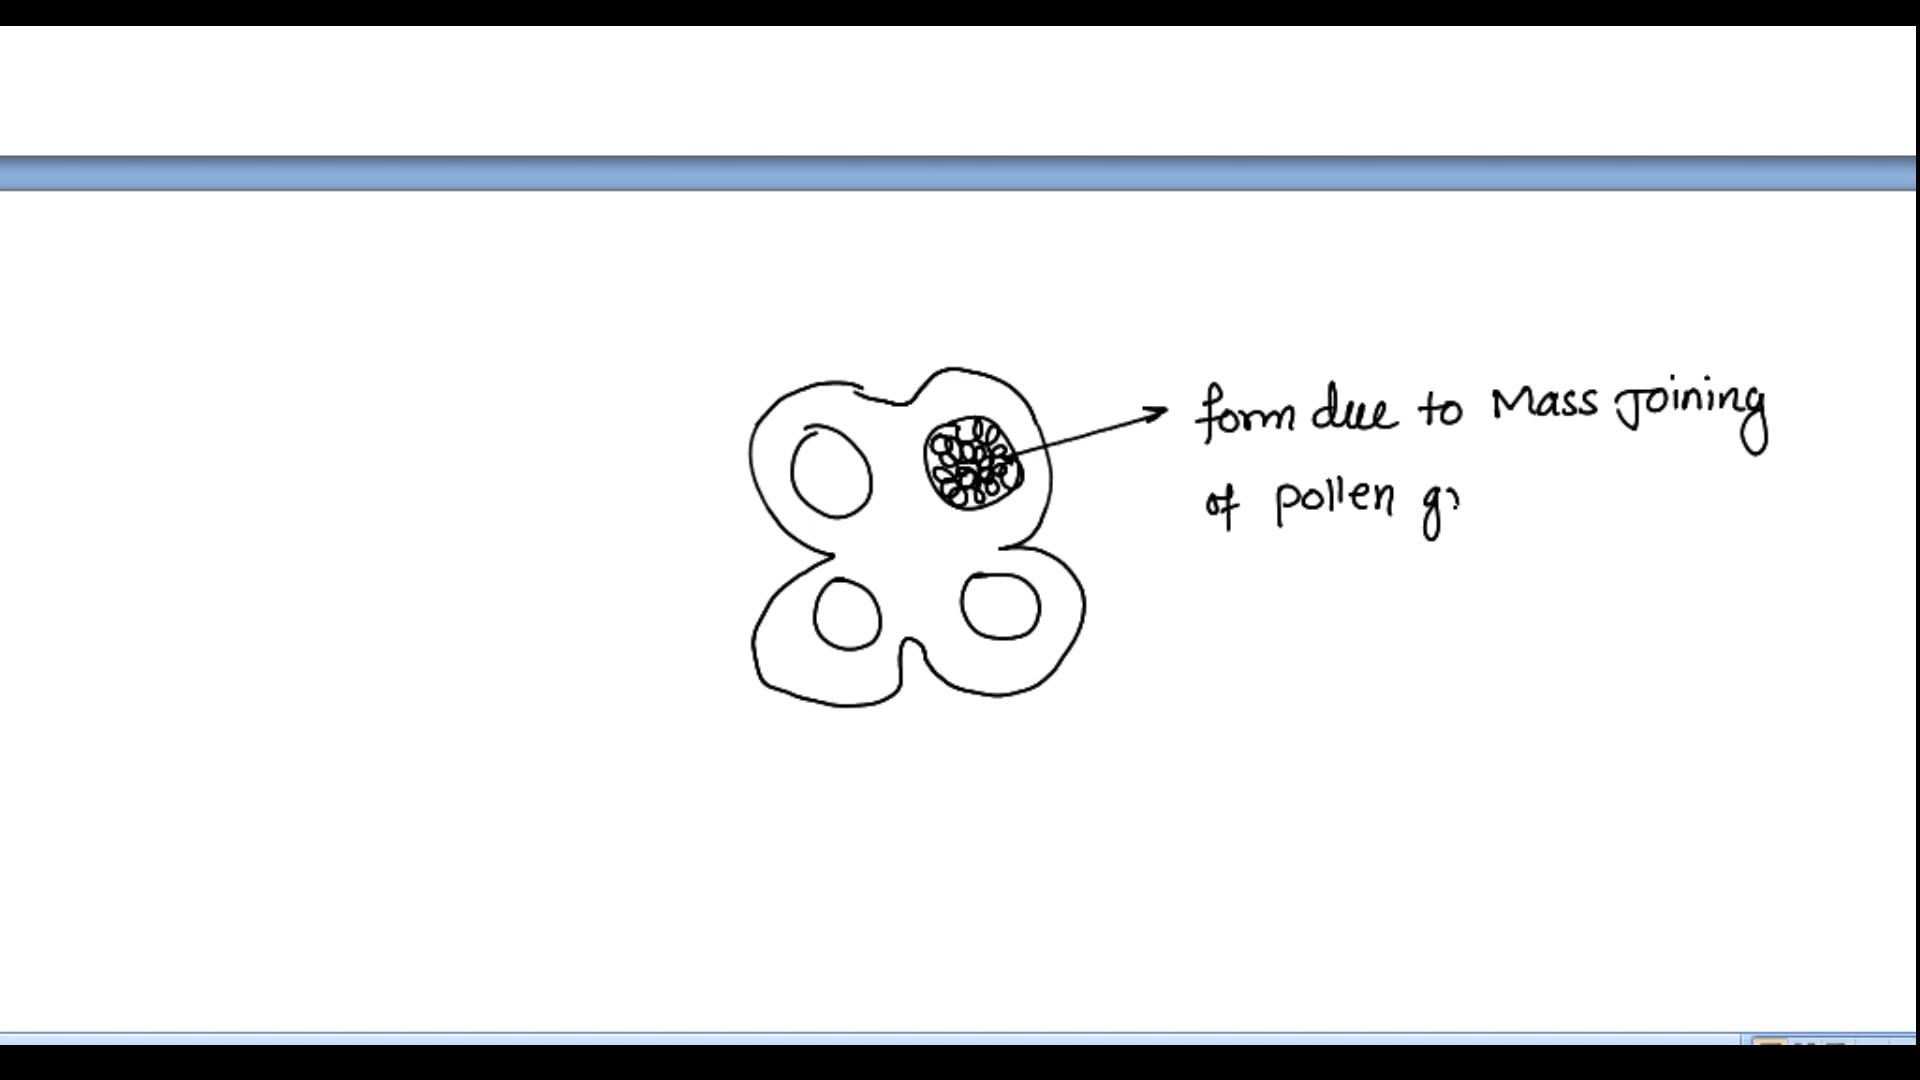 form due to Mass Joining
of pollen